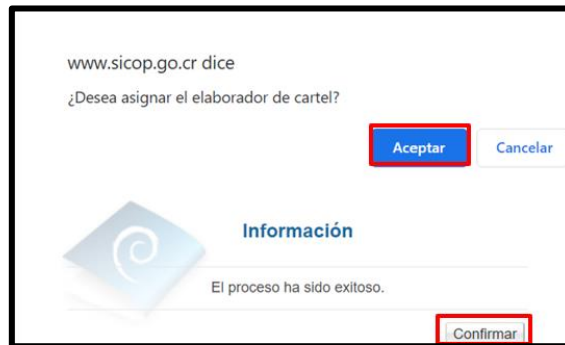 www.sicop.go.cr dice
¿Desea asignar el elaborador de cartel?
Aceptar Cancelar
Información
El proceso ha sido exitoso.
Confirmar